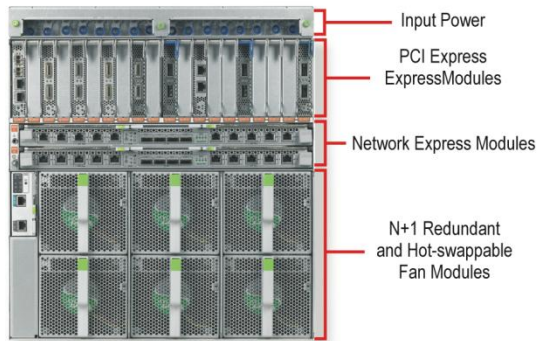 Input Power
PCI Express
ExpressModules
Network Express Modules
N+1 Redundant
and Hot-swappable
Fan Modules